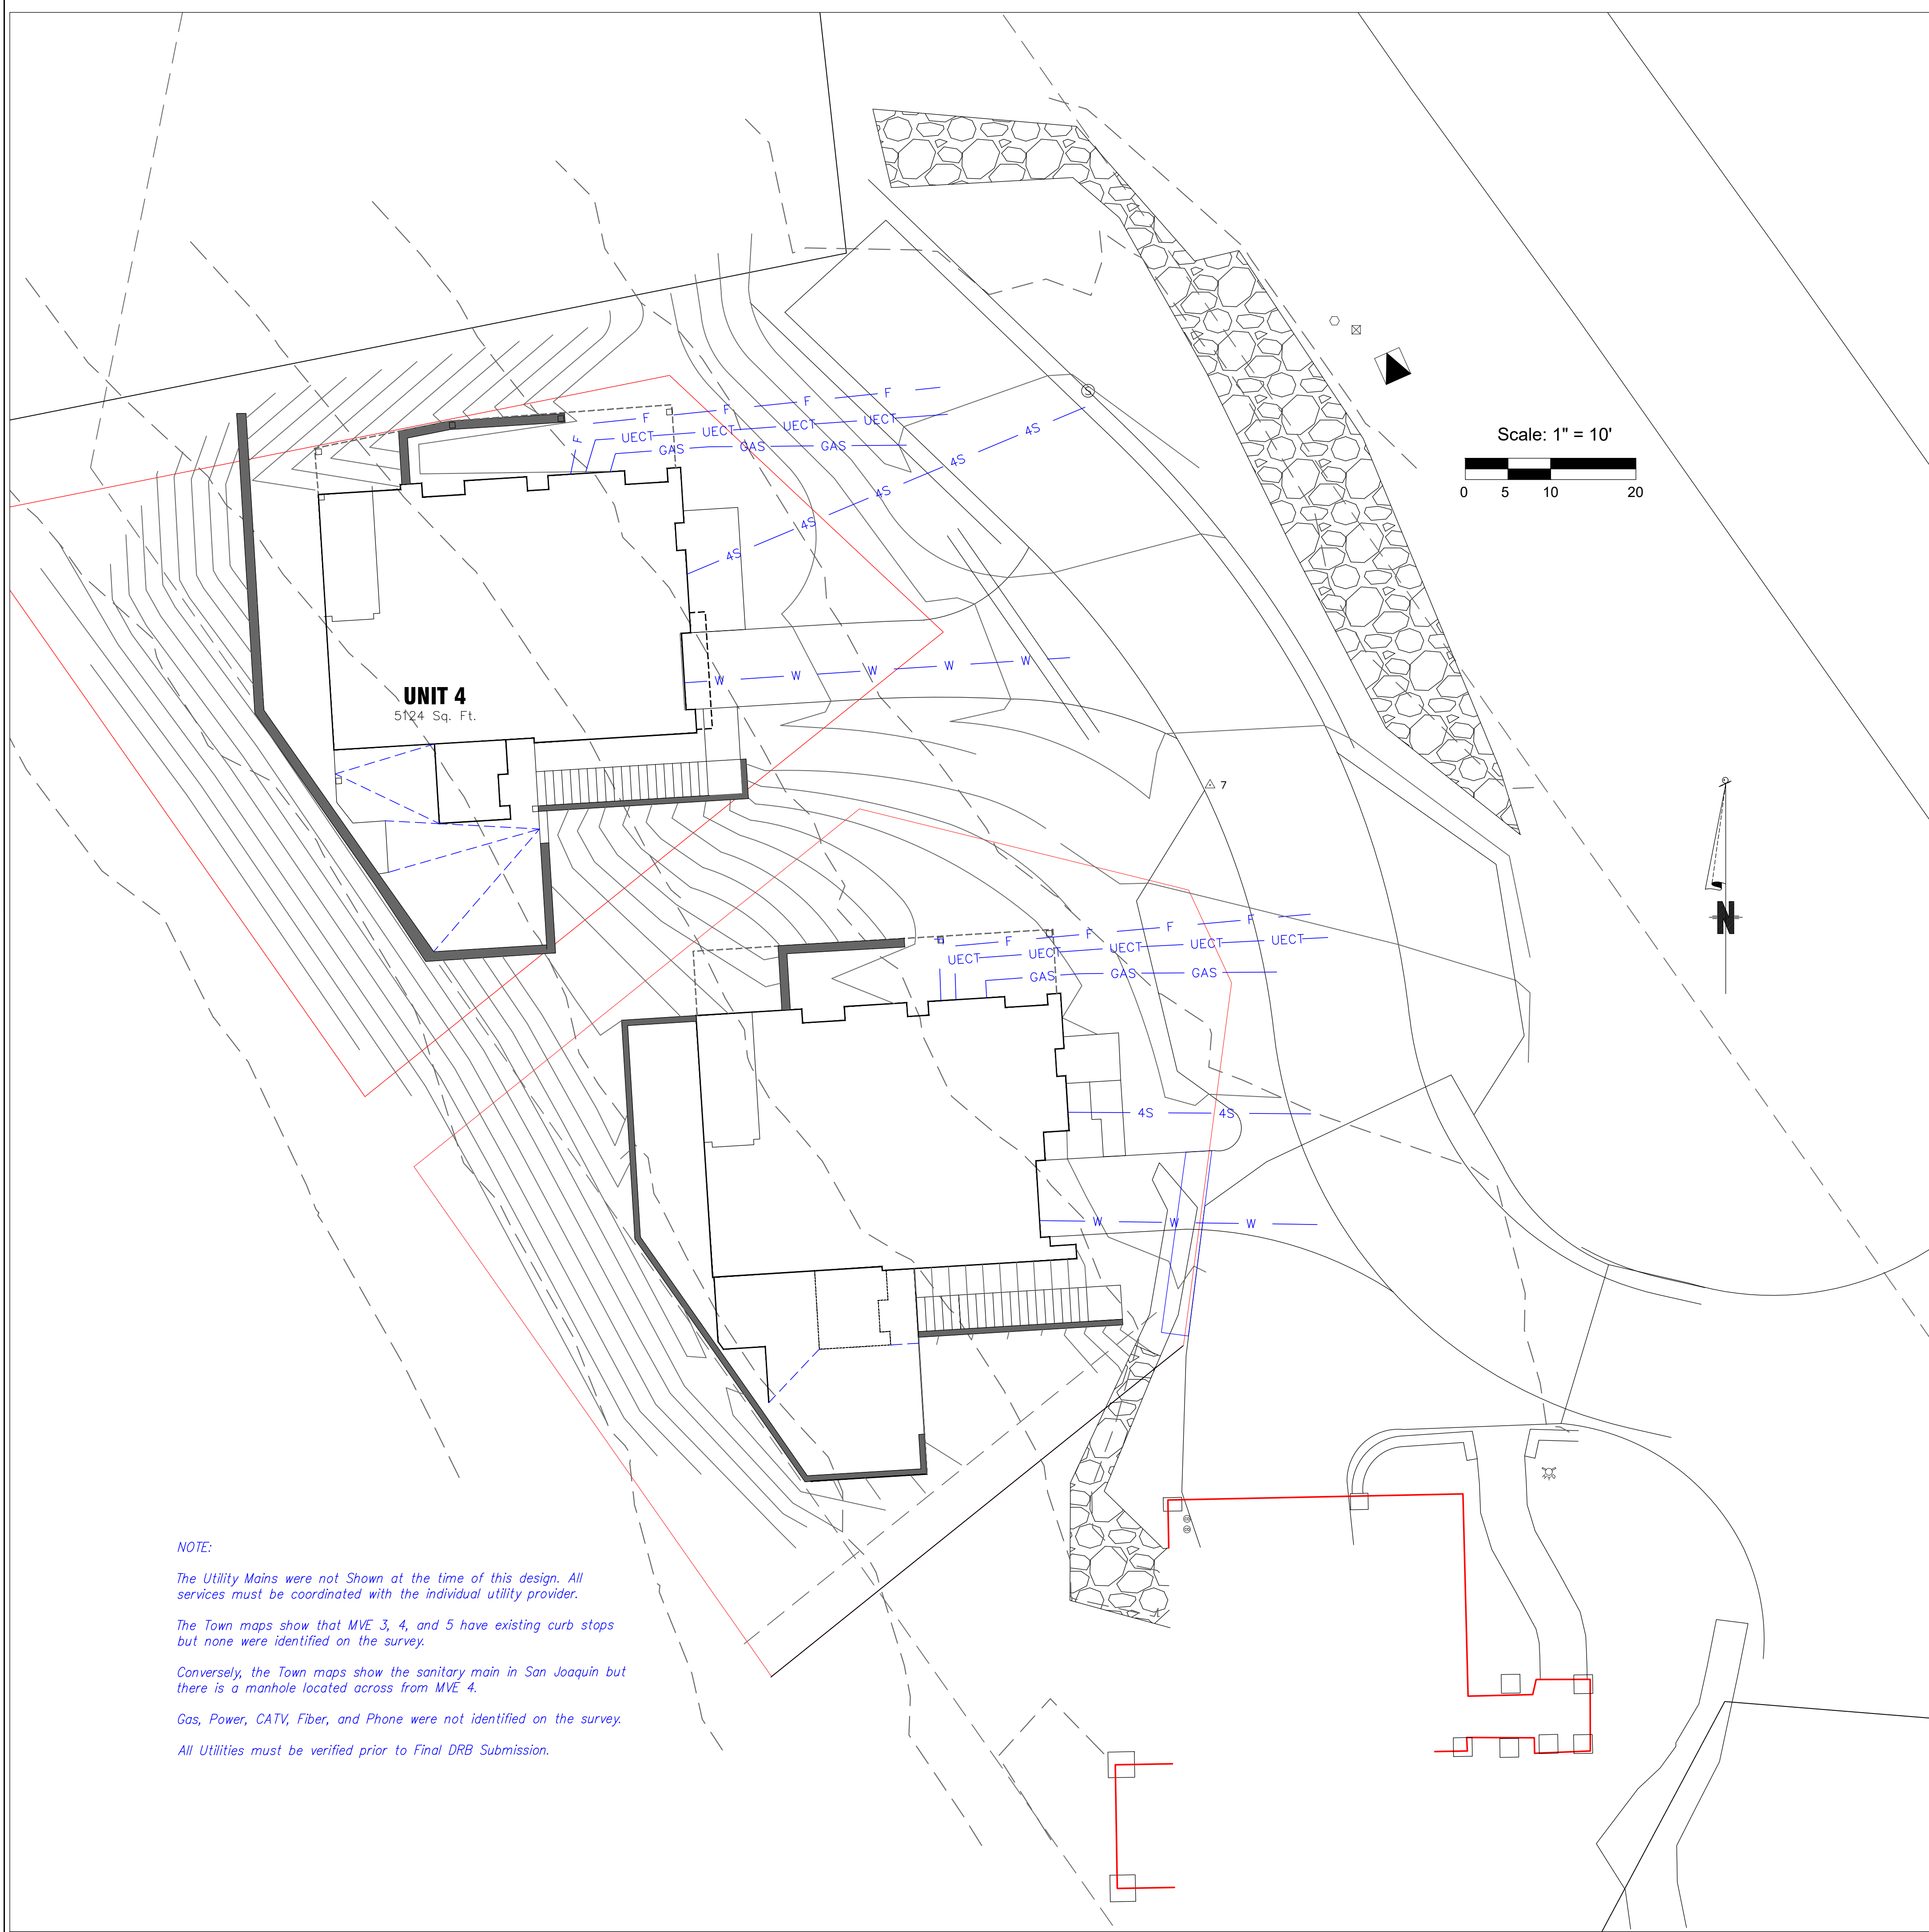 F F F F
F
UECT UECT UECT UECT
GAS GAS GAS
4S 4S 4S 4S 4S
S
Scale: 1" = 10'
0 5 10 20
W W W W W
UNIT 4
5124 Sq. Ft.
7
N
F F F F
UECT UECT UECT UECT UECT
GAS GAS GAS
4S 4S
W W W
NOTE:
The Utility Mains were not Shown at the time of this design. All
services must be coordinated with the individual utility provider.
The Town maps show that MVE 3, 4, and 5 have existing curb stops
but none were identified on the survey.
Conversely, the Town maps show the sanitary main in San Joaquin but
there is a manhole located across from MVE 4.
Gas, Power, CATV, Fiber, and Phone were not identified on the survey.
All Utilities must be verified prior to Final DRB Submission.